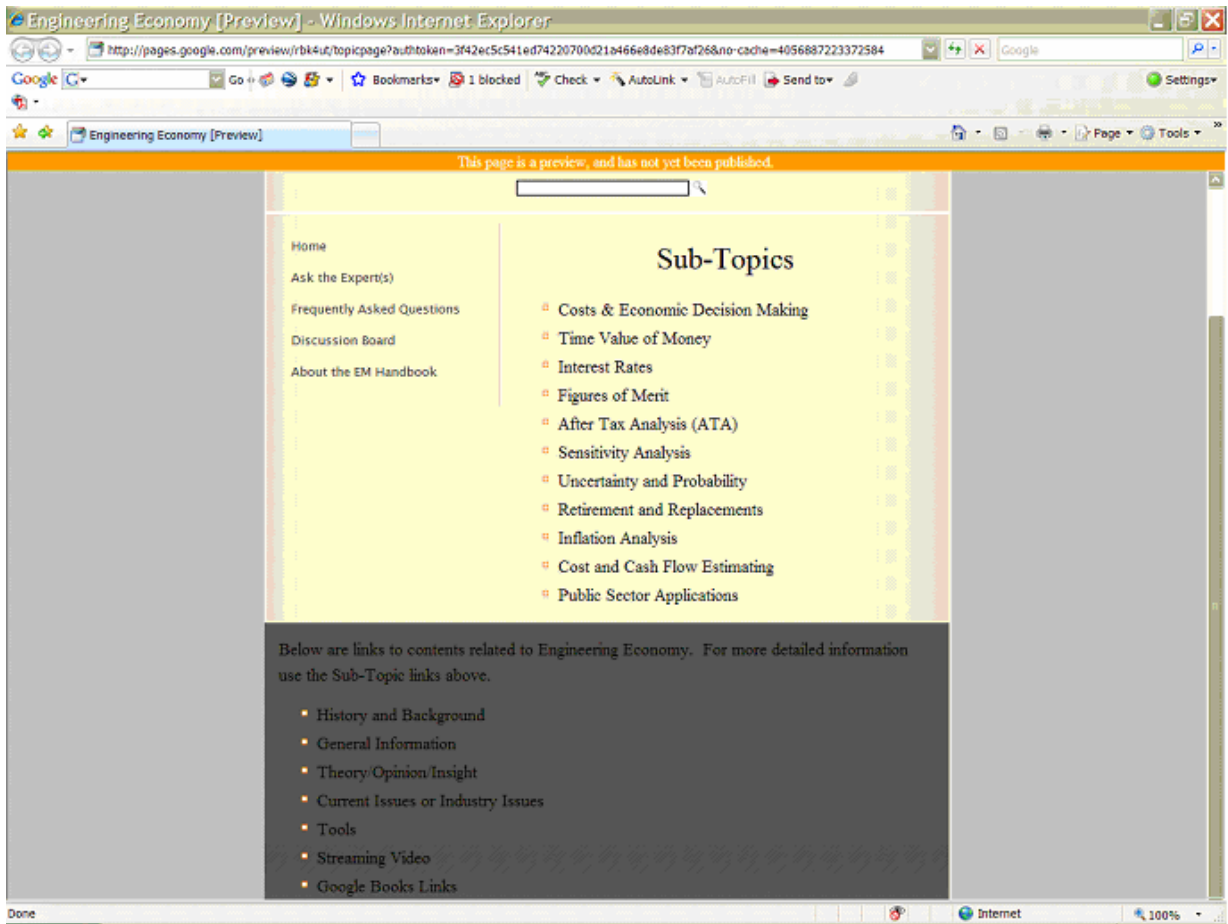 Engineering Economy [Preview] - Windows Internet Explorer
http://pages.google.com/preview/rbk4ut/topicpage?authtoken=3f42ec5c541ed74220700d21a466e8de83f7af26&no-cache=4056887223372584
Google
Google G Go Bookmarks 1 blocked Check AutoLink AutoFill Send to Settings
Engineering Economy [Preview] Page Tools »
This page is a preview, and has not yet been published.
Home
Ask the Expert(s)
Frequently Asked Questions
Discussion Board
About the EM Handbook
Sub-Topics
Costs & Economic Decision Making
Time Value of Money
Interest Rates
Figures of Merit
After Tax Analysis (ATA)
Sensitivity Analysis
Uncertainty and Probability
Retirement and Replacements
Inflation Analysis
Cost and Cash Flow Estimating
Public Sector Applications
Below are links to contents related to Engineering Economy. For more detailed information
use the Sub-Topic links above.
History and Background
General Information
Theory/Opinion/Insight
Current Issues or Industry Issues
Tools
Streaming Video
Google Books Links
Done Internet 100%